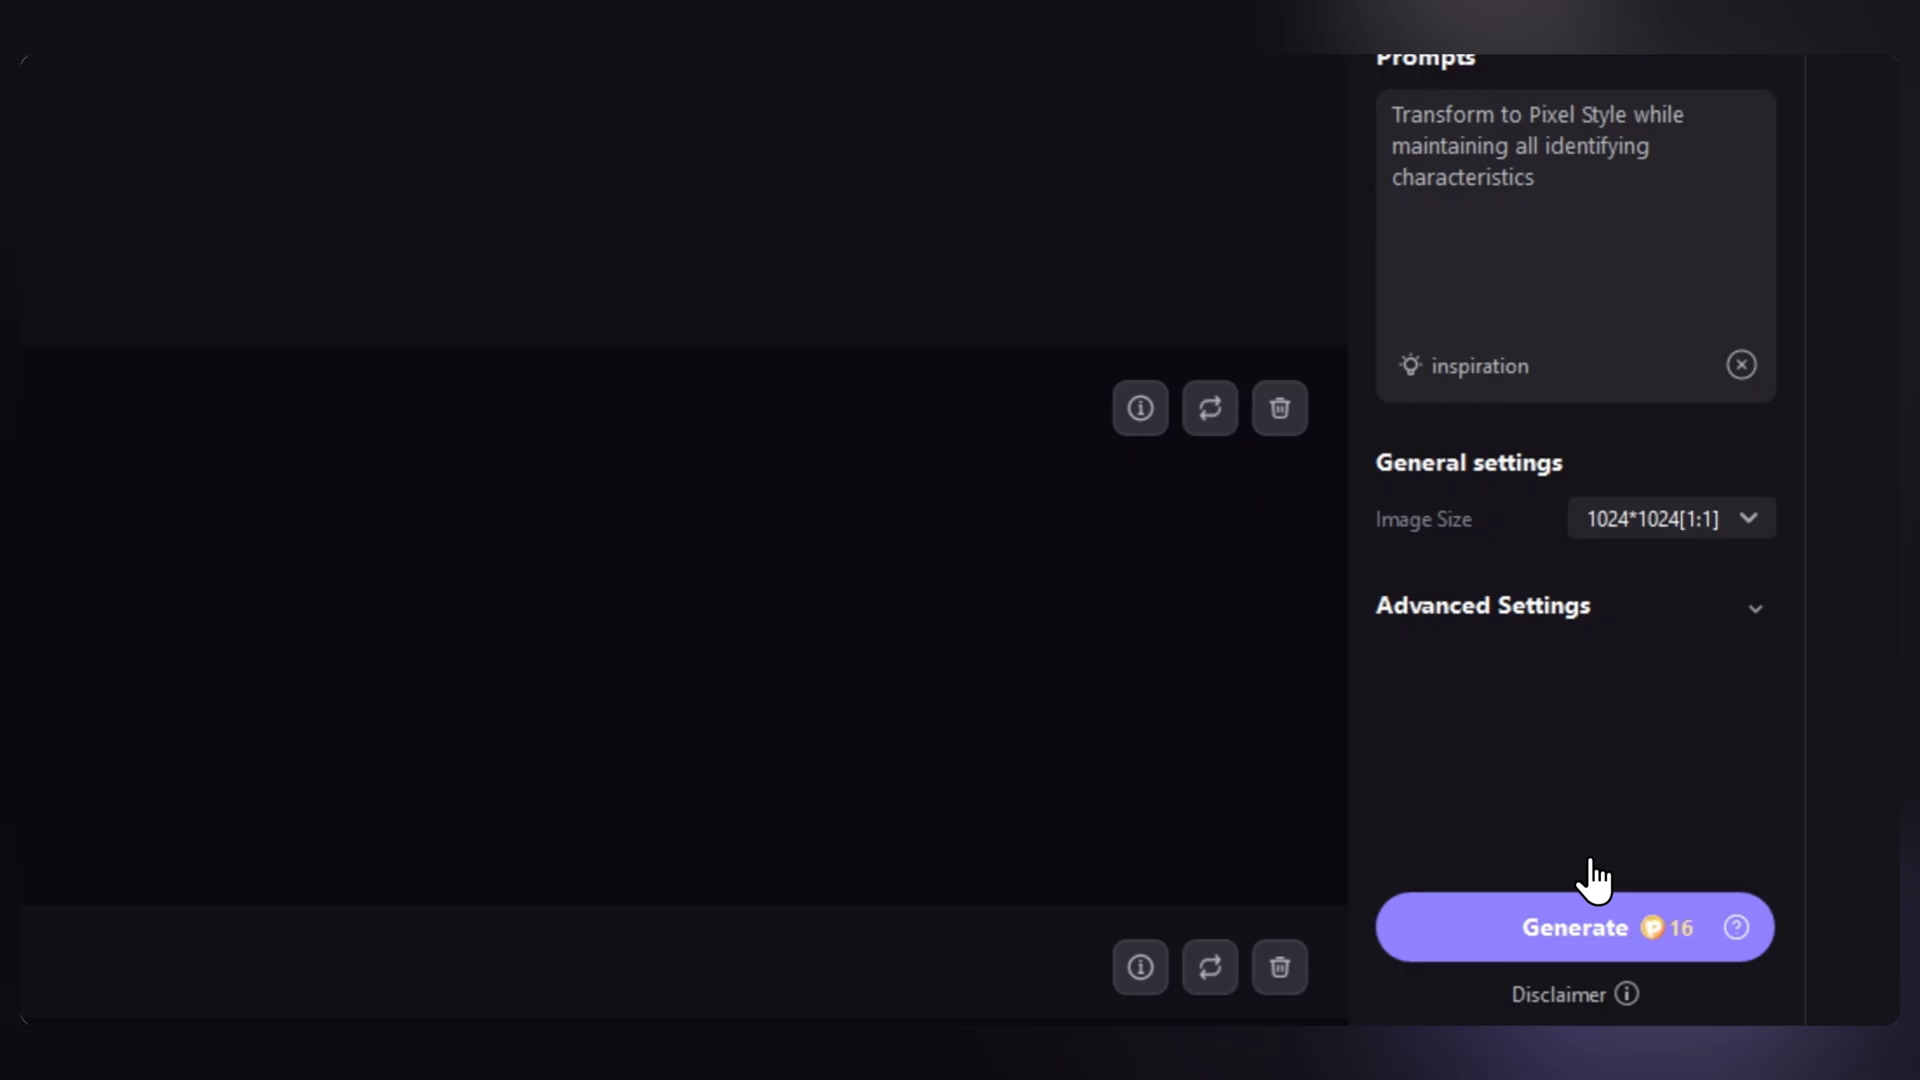 Prompts
Transform to Pixel Style while
maintaining all identifying
characteristics
inspiration
General settings
Image Size 1024*1024[1:1]
Advanced Settings
Generate P 16 ?
Disclaimer